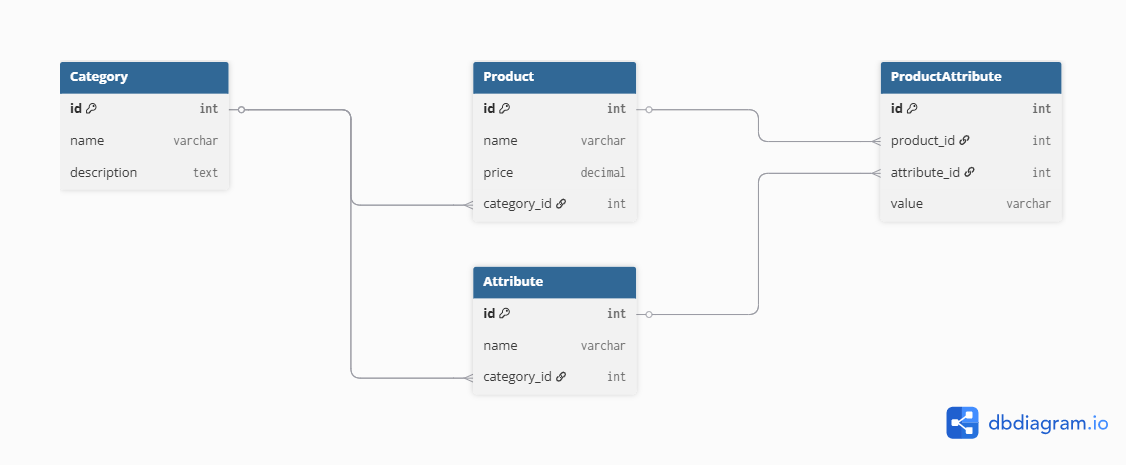 Category
id int
name varchar
description text
Product
id int
name varchar
price decimal
category_id int
Attribute
id int
name varchar
category_id int
ProductAttribute
id int
product_id int
attribute_id int
value varchar
dbdiagram.io